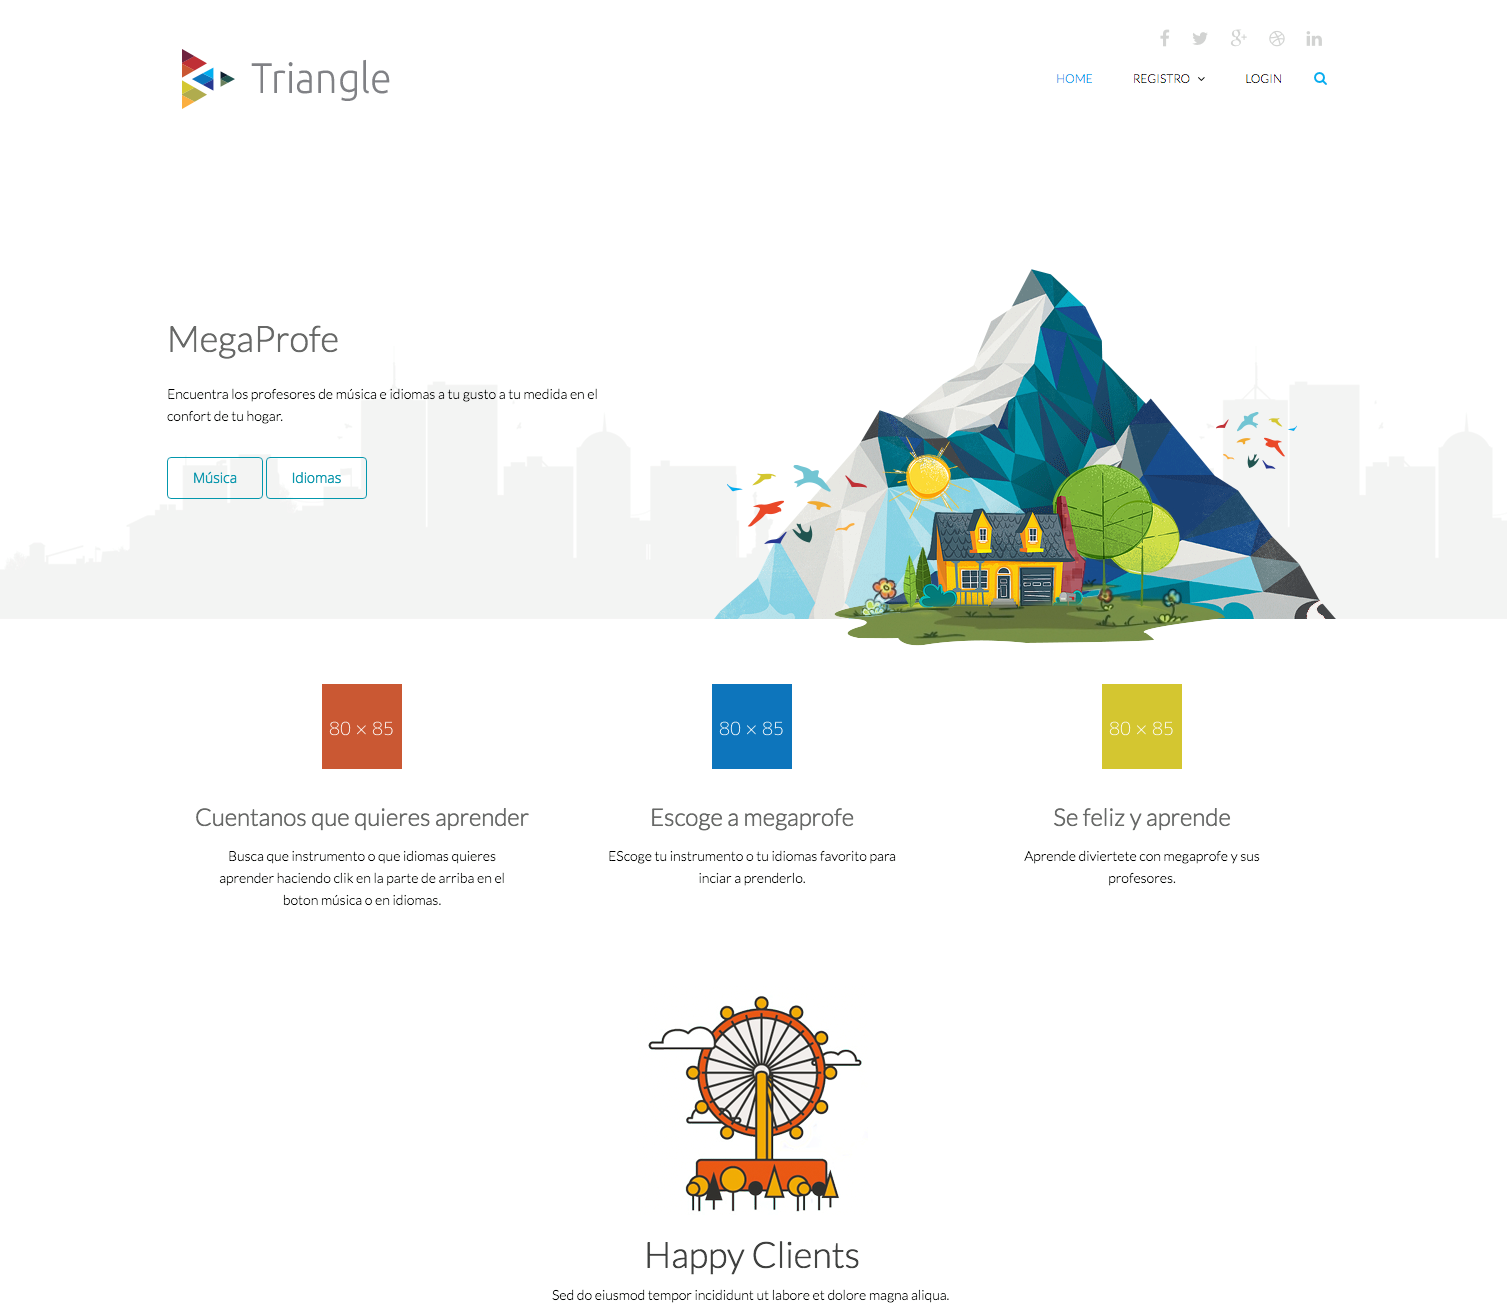 Triangle
HOME REGISTRO LOGIN
MegaProfe
Encuentra los profesores de música e idiomas a tu gusto a tu medida en el
confort de tu hogar.
Música Idiomas
80 × 85
80 × 85
80 × 85
Cuentanos que quieres aprender
Busca que instrumento o que idiomas quieres
aprender haciendo clik en la parte de arriba en el
boton música o en idiomas.
Escoge a megaprofe
EScoge tu instrumento o tu idiomas favorito para
inciar a prenderlo.
Se feliz y aprende
Aprende diviertete con megaprofe y sus
profesores.
Happy Clients
Sed do eiusmod tempor incididunt ut labore et dolore magna aliqua.